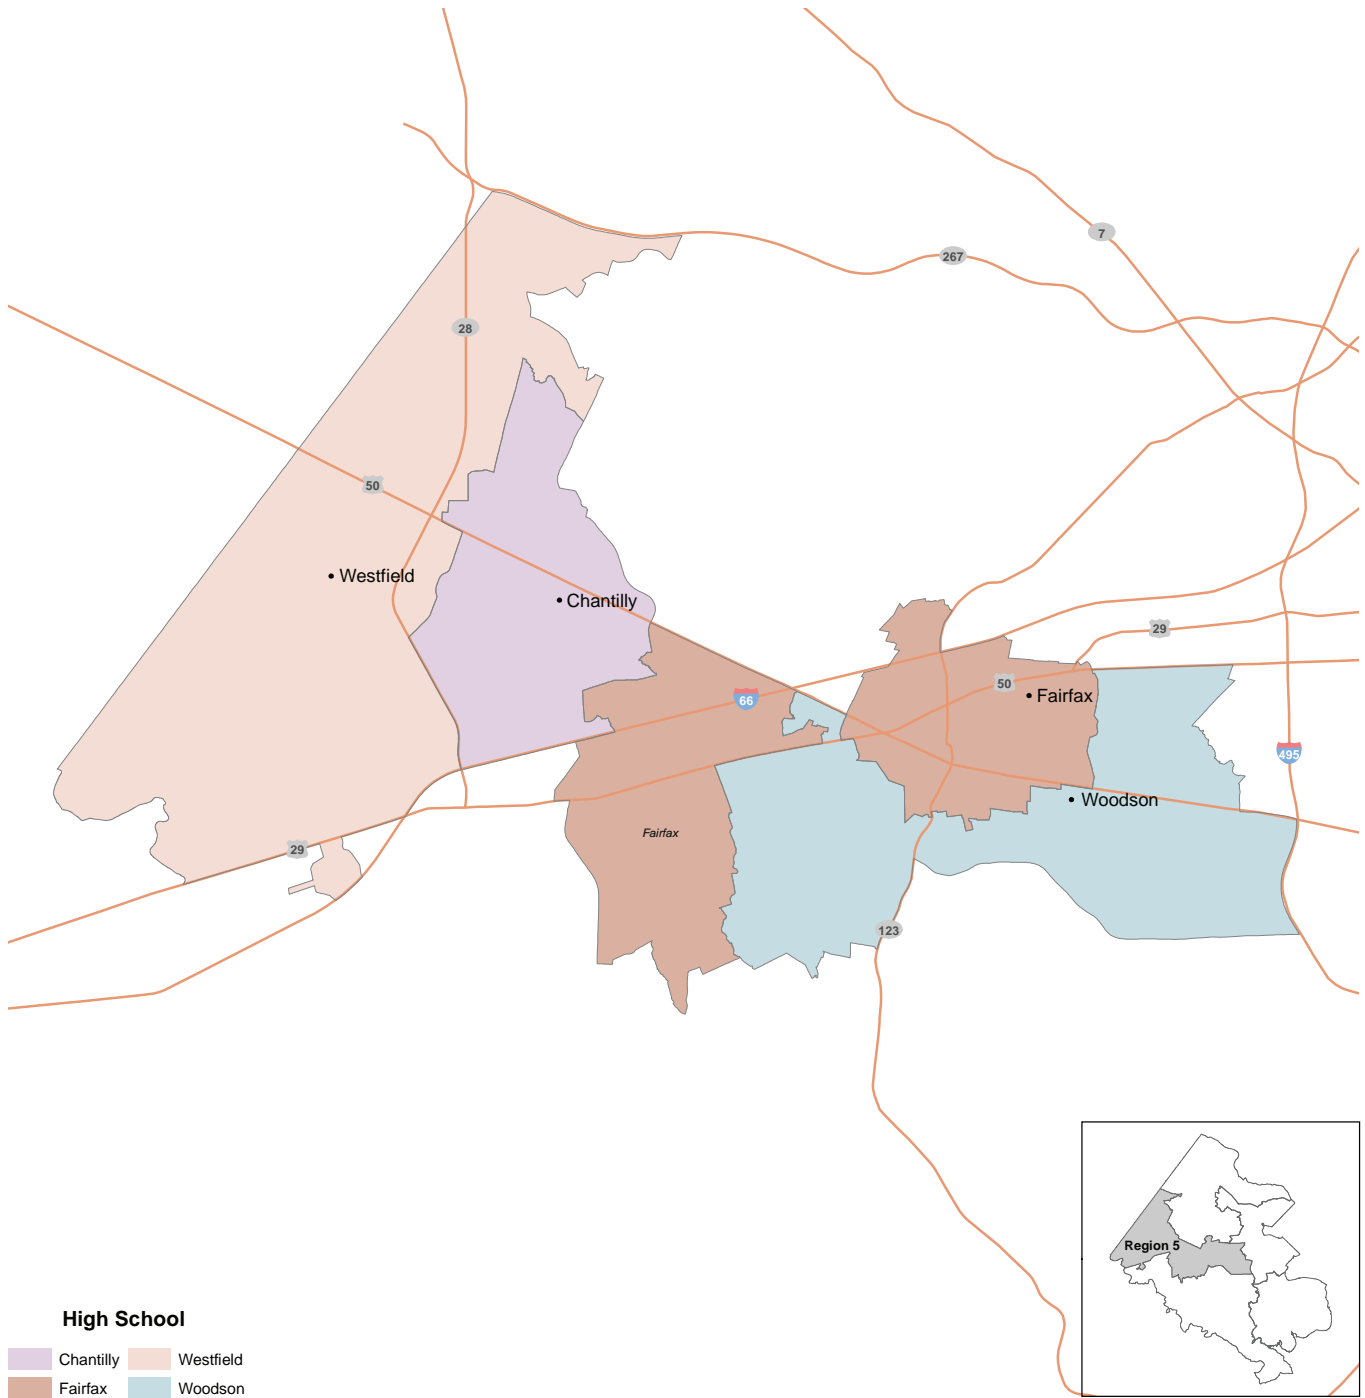 7
267
28
50
Westfield
Chantilly
29
50
Fairfax
66
495
Woodson
Fairfax
29
123
Region 5
High School
Chantilly Westfield
Fairfax Woodson